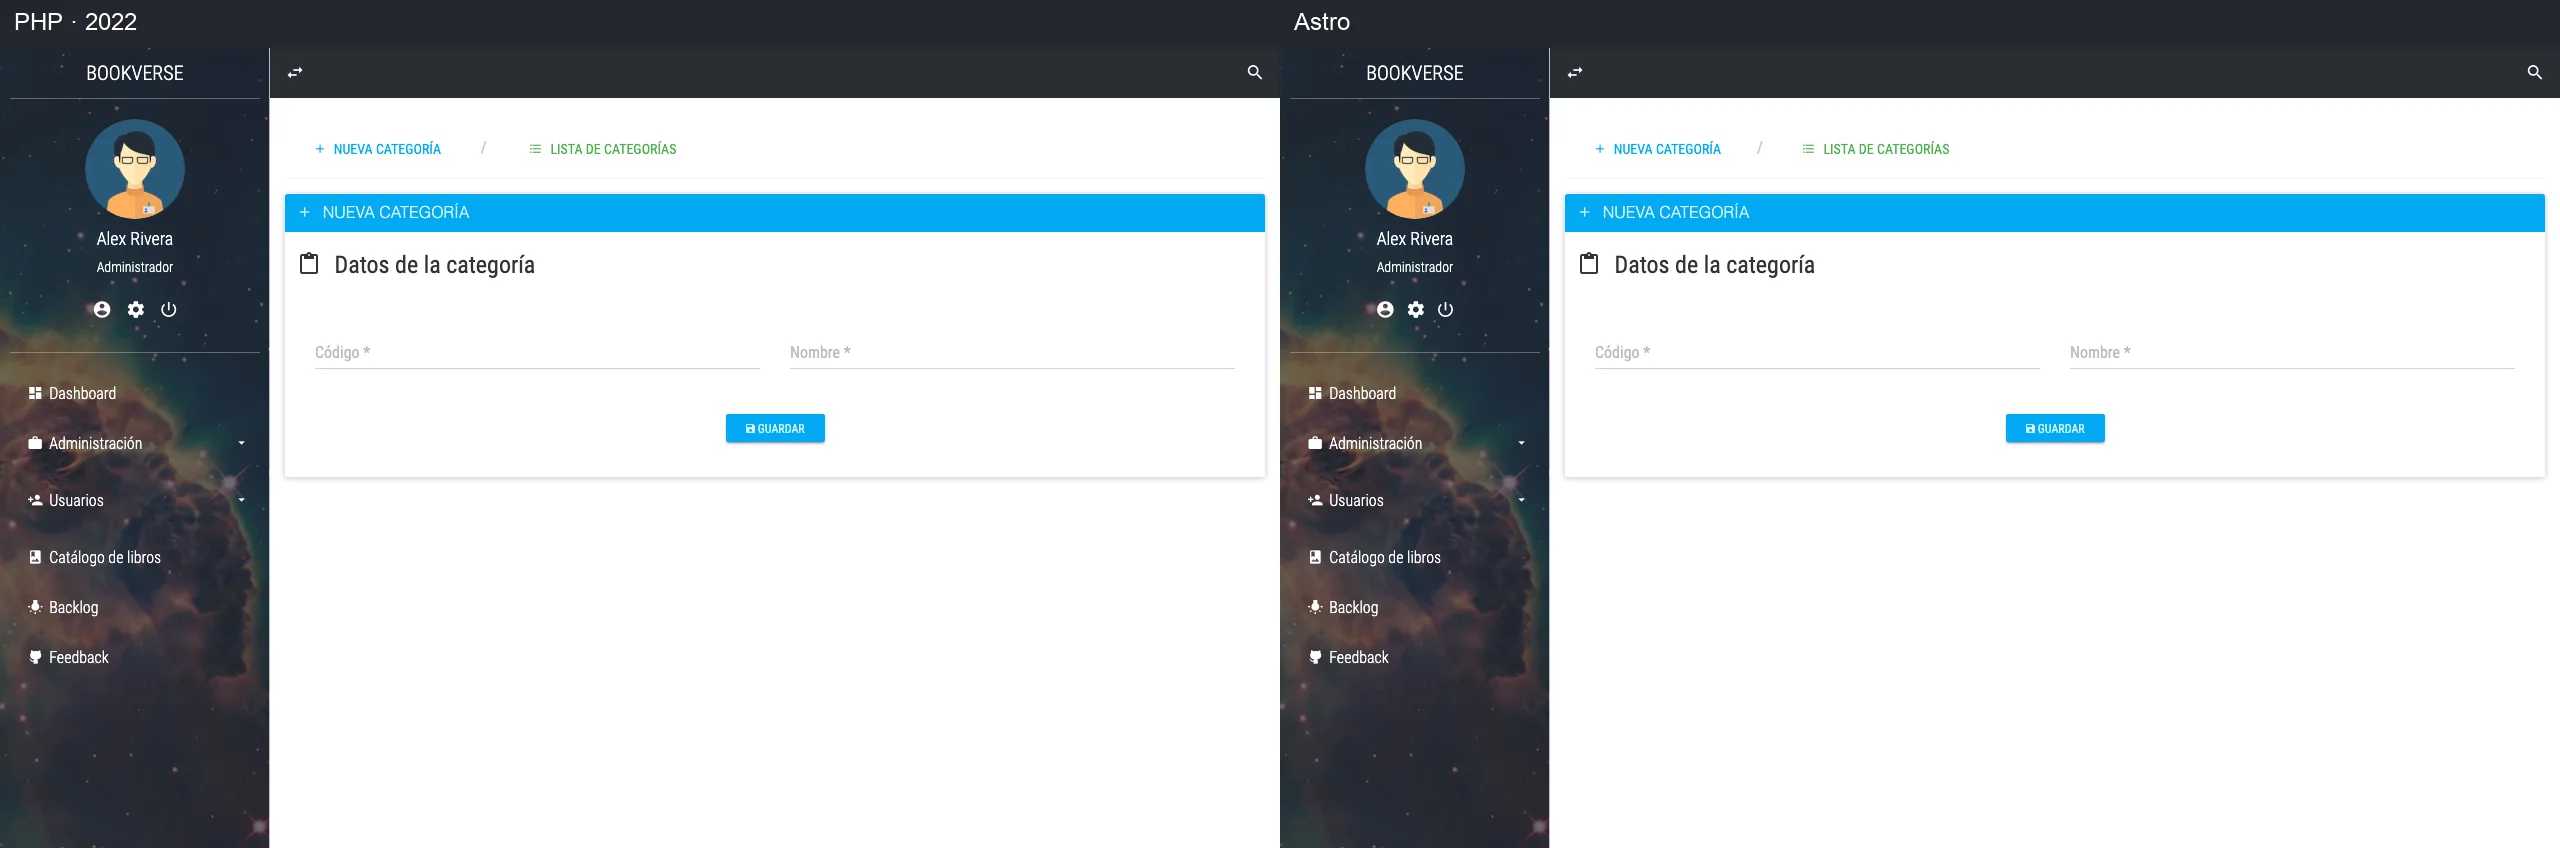 PHP · 2022
BOOKVERSE
Alex Rivera
Administrador
Dashboard
Administración
Usuarios
Catálogo de libros
Backlog
Feedback
NUEVA CATEGORÍA / LISTA DE CATEGORÍAS
NUEVA CATEGORÍA
Datos de la categoría
Código * Nombre *
GUARDAR
Astro
BOOKVERSE
Alex Rivera
Administrador
Dashboard
Administración
Usuarios
Catálogo de libros
Backlog
Feedback
NUEVA CATEGORÍA / LISTA DE CATEGORÍAS
NUEVA CATEGORÍA
Datos de la categoría
Código * Nombre *
GUARDAR